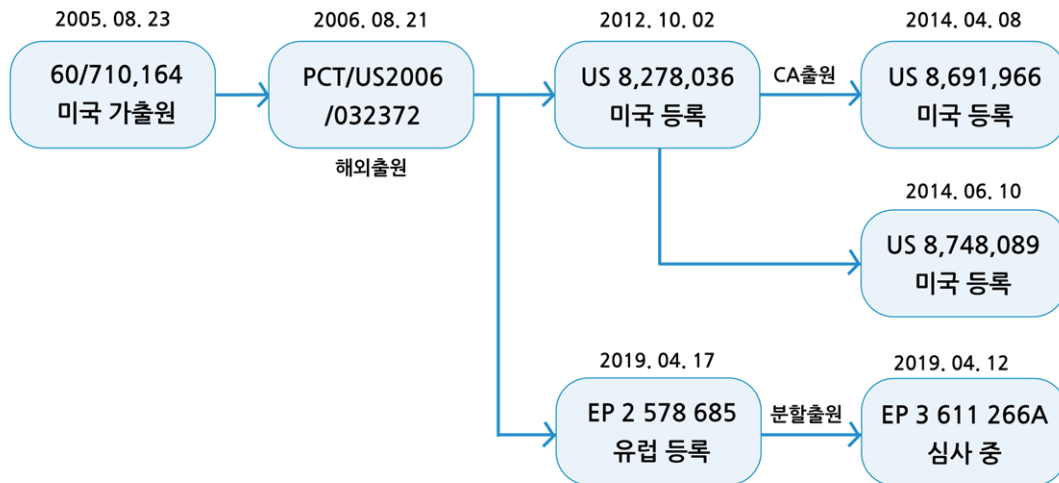 2005. 08. 23
60/710,164
미국 가출원
2006. 08. 21
PCT/US2006
/032372
해외출원
2012. 10. 02
US 8,278,036
미국 등록
CA출원
2014. 04. 08
US 8,691,966
미국 등록
2014. 06. 10
US 8,748,089
미국 등록
2019. 04. 17
EP 2 578 685
유럽 등록
분할출원
2019. 04. 12
EP 3 611 266A
심사 중